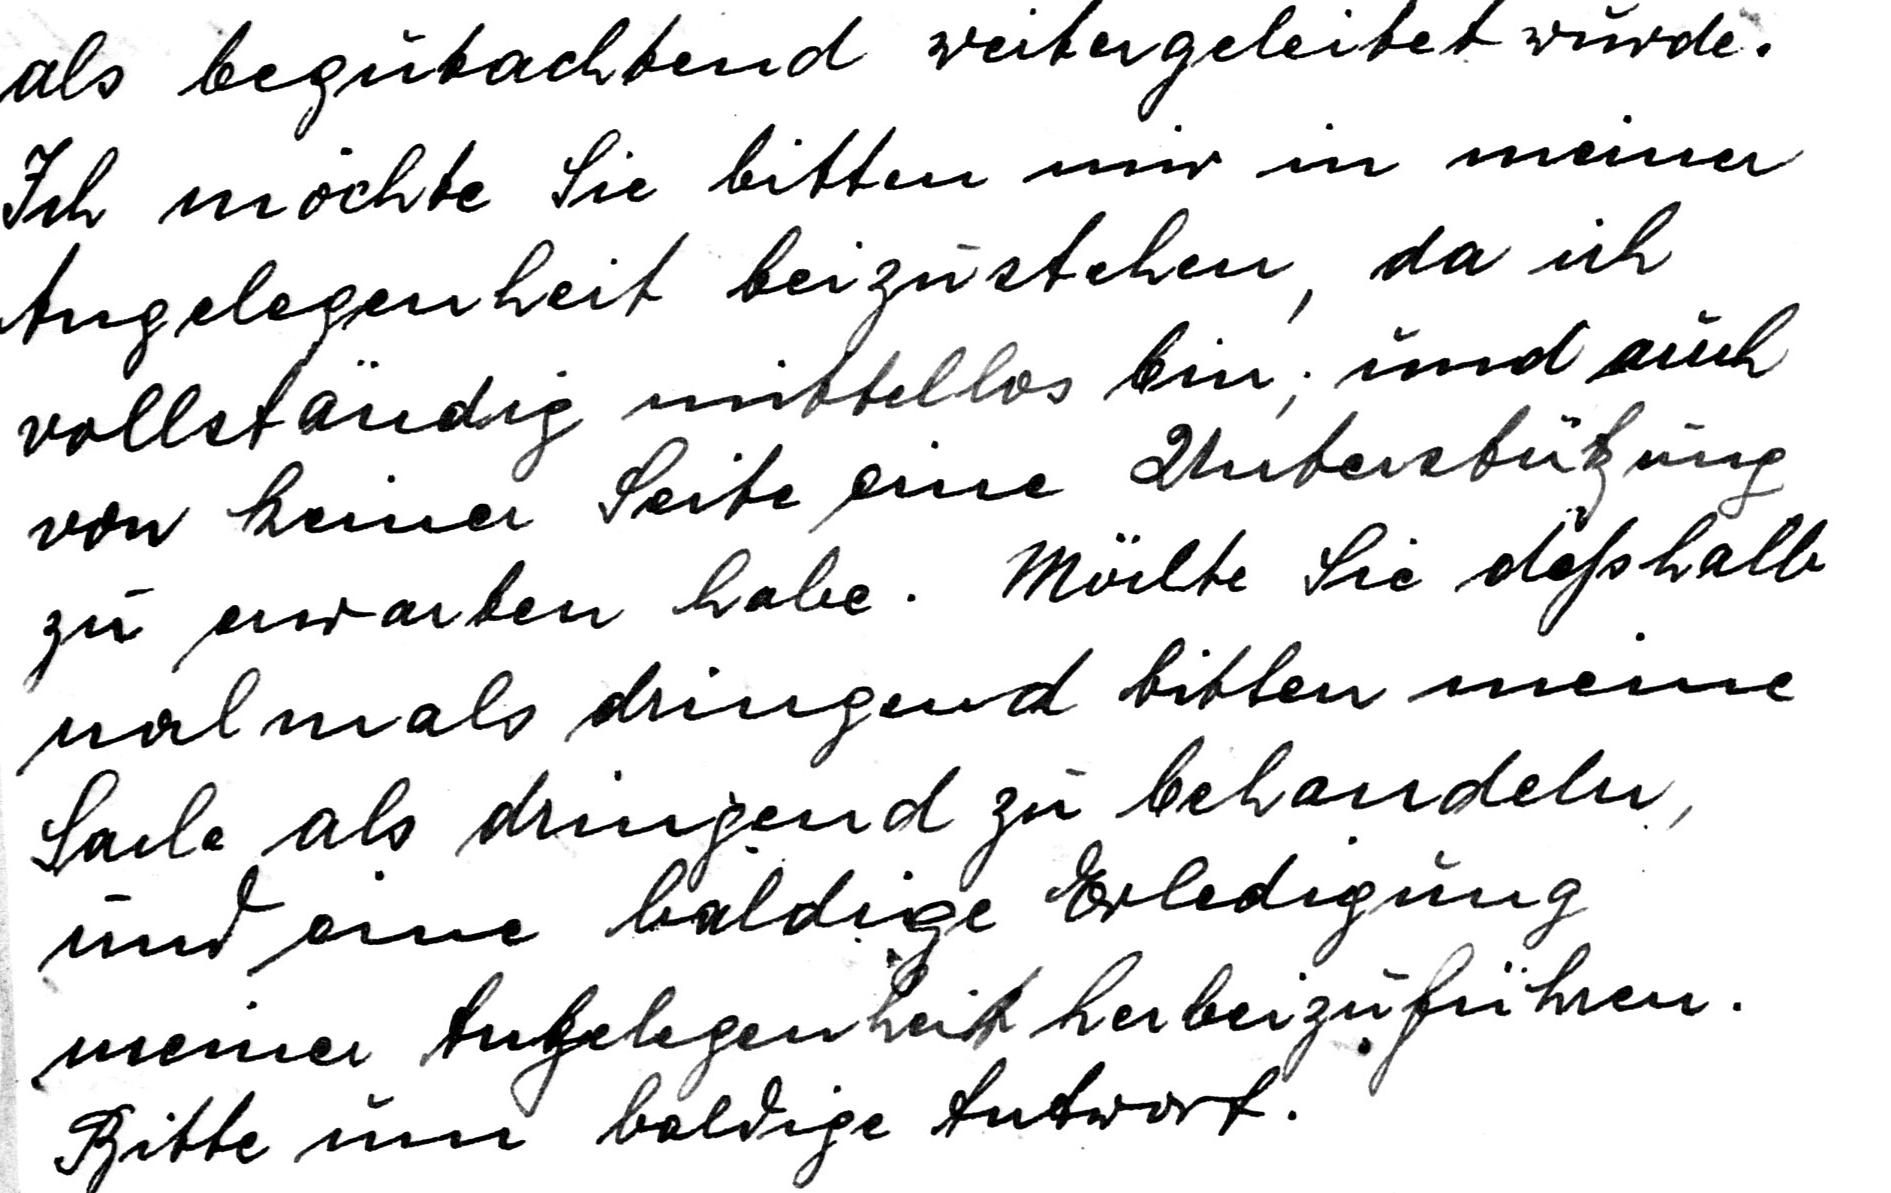 als begutachtend weitergeleitet wurde.
Ich möchte Sie bitten mir in meiner
Angelegenheit beizustehen, da ich
vollständig mittellos bin, und auch
von keiner Seite eine Unterstützung
zu erwarten habe. Möchte Sie deßhalb
nochmals dringend bitten meine
Sache als dringend zu behandeln,
und eine baldige Erledigung
meiner Angelegenheit herbeizuführen.
Bitte um baldige Antwort.